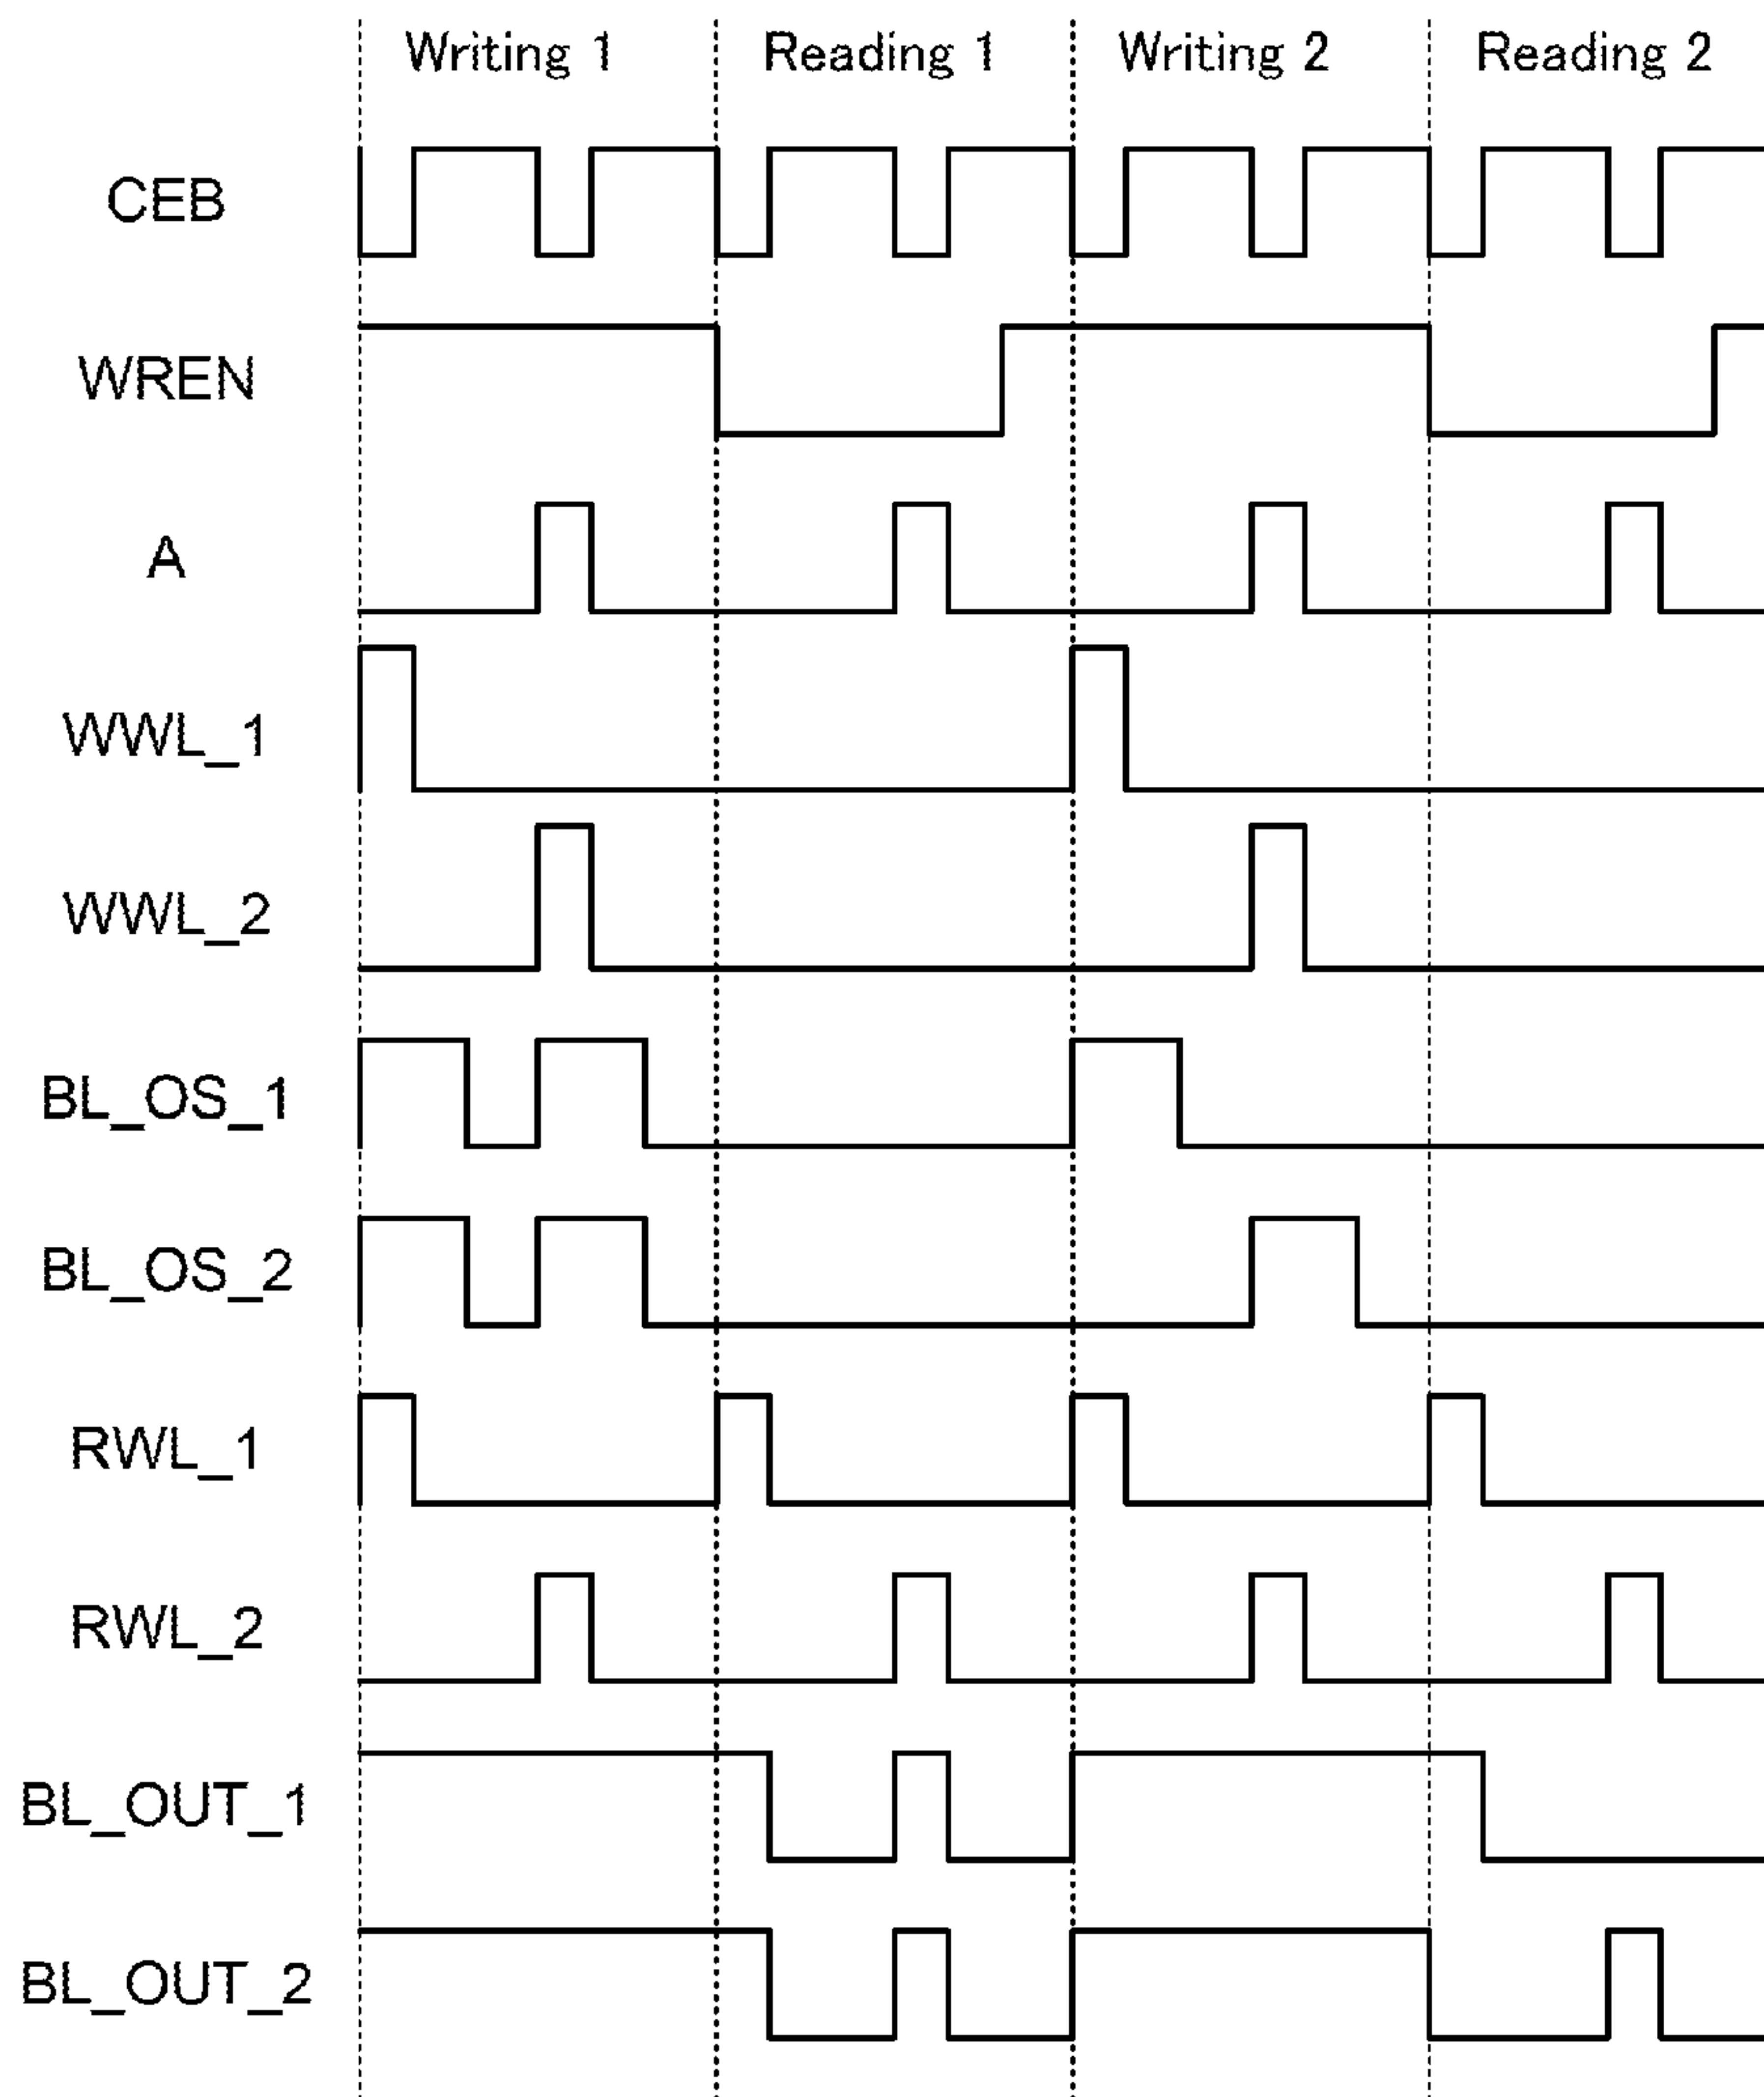 Writing 1 Reading 1 Writing 2 Reading 2
CEB
WREN
A
WWL_1
WWL_2
BL_OS_1
BL_OS_2
RWL_1
RWL_2
BL_OUT_1
BL_OUT_2